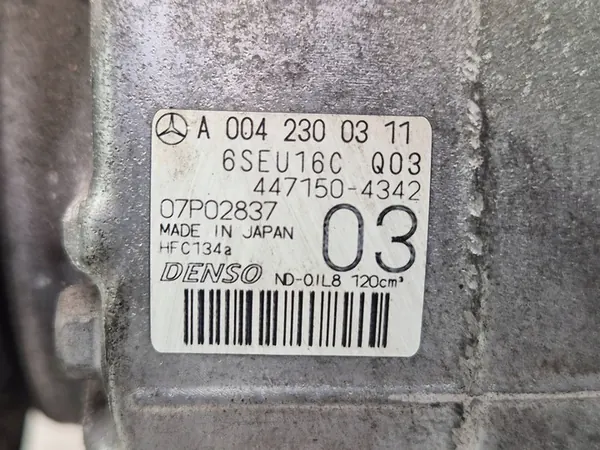 A 004 230 03 11
6SEU16C Q03
447150-4342
07P02837
MADE IN JAPAN
HFC134a
03
DENSO
ND-OIL8 120cm³